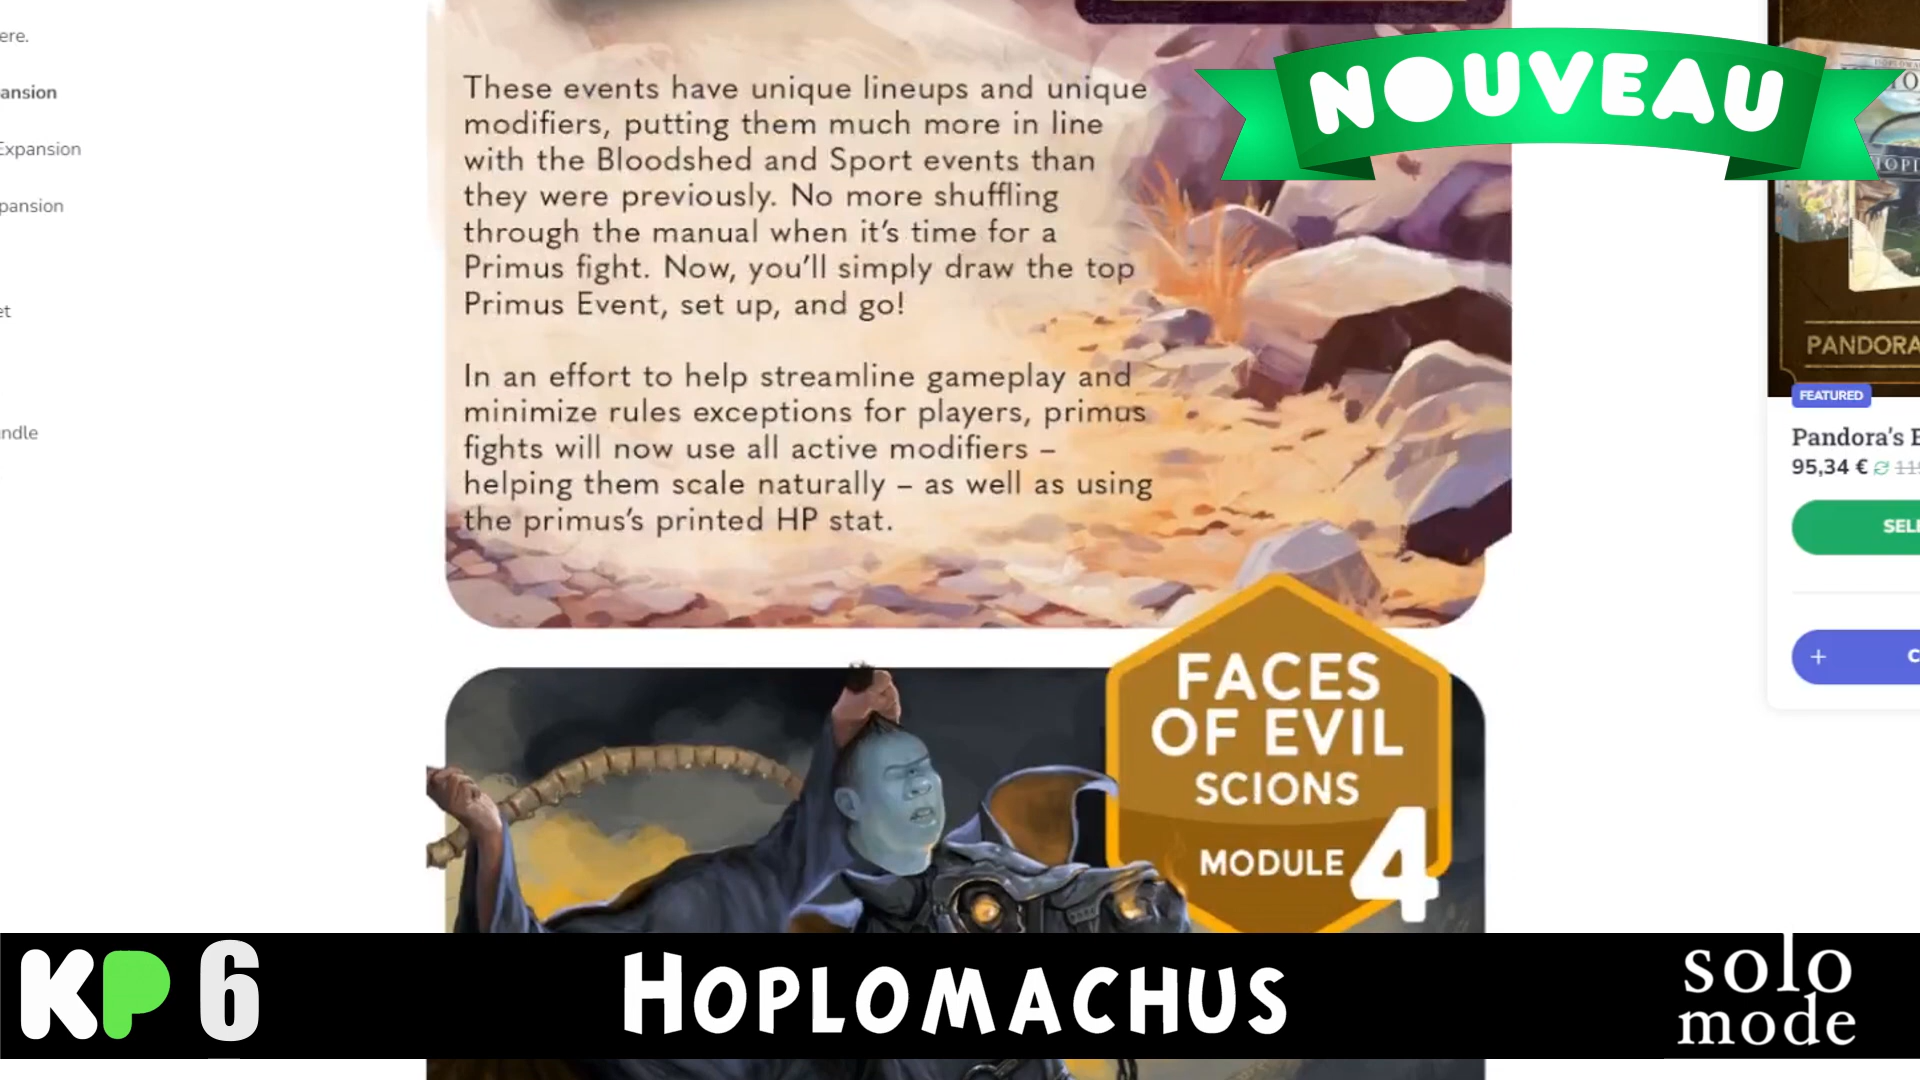 ere.
ansion
Expansion
pansion
et
ndle
These events have unique lineups and unique
modifiers, putting them much more in line
with the Bloodshed and Sport events than
they were previously. No more shuffling
through the manual when it's time for a
Primus fight. Now, you'll simply draw the top
Primus Event, set up, and go!
In an effort to help streamline gameplay and
minimize rules exceptions for players, primus
fights will now use all active modifiers –
helping them scale naturally – as well as using
the primus's printed HP stat.
NOUVEAU
PANDORA
FEATURED
Pandora's B
95,34 €
SELE
+ C
FACES
OF EVIL
SCIONS
MODULE 4
KP 6
HOPLOMACHUS
solo
mode